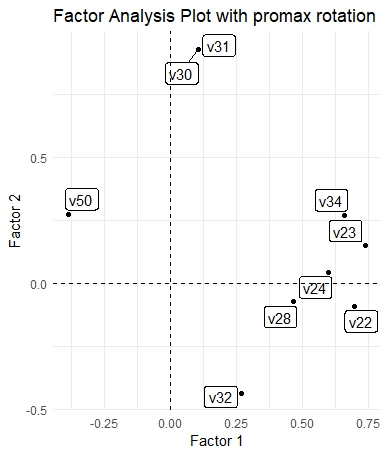 Factor Analysis Plot with promax rotation
v31
v30
0.5
v50
v34
v23
Factor 2
0.0
v24
v28
v22
v32
-0.5
-0.25
0.00
0.25
0.50
0.75
Factor 1